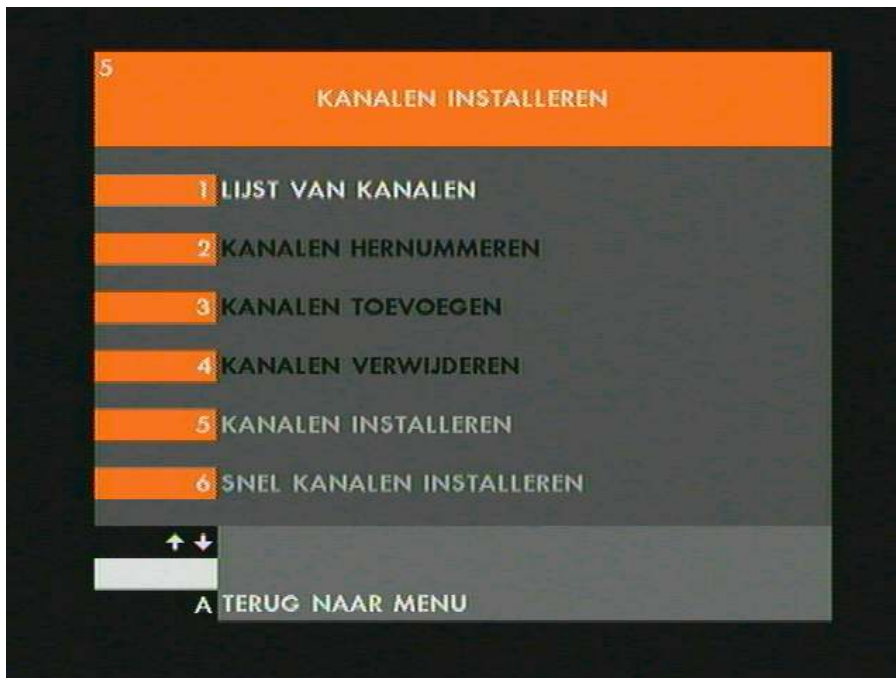 5
KANALEN INSTALLEREN
1 LIJST VAN KANALEN
2 KANALEN HERNUMMEREN
3 KANALEN TOEVOEGEN
4 KANALEN VERWIJDEREN
5 KANALEN INSTALLEREN
6 SNEL KANALEN INSTALLEREN
A TERUG NAAR MENU